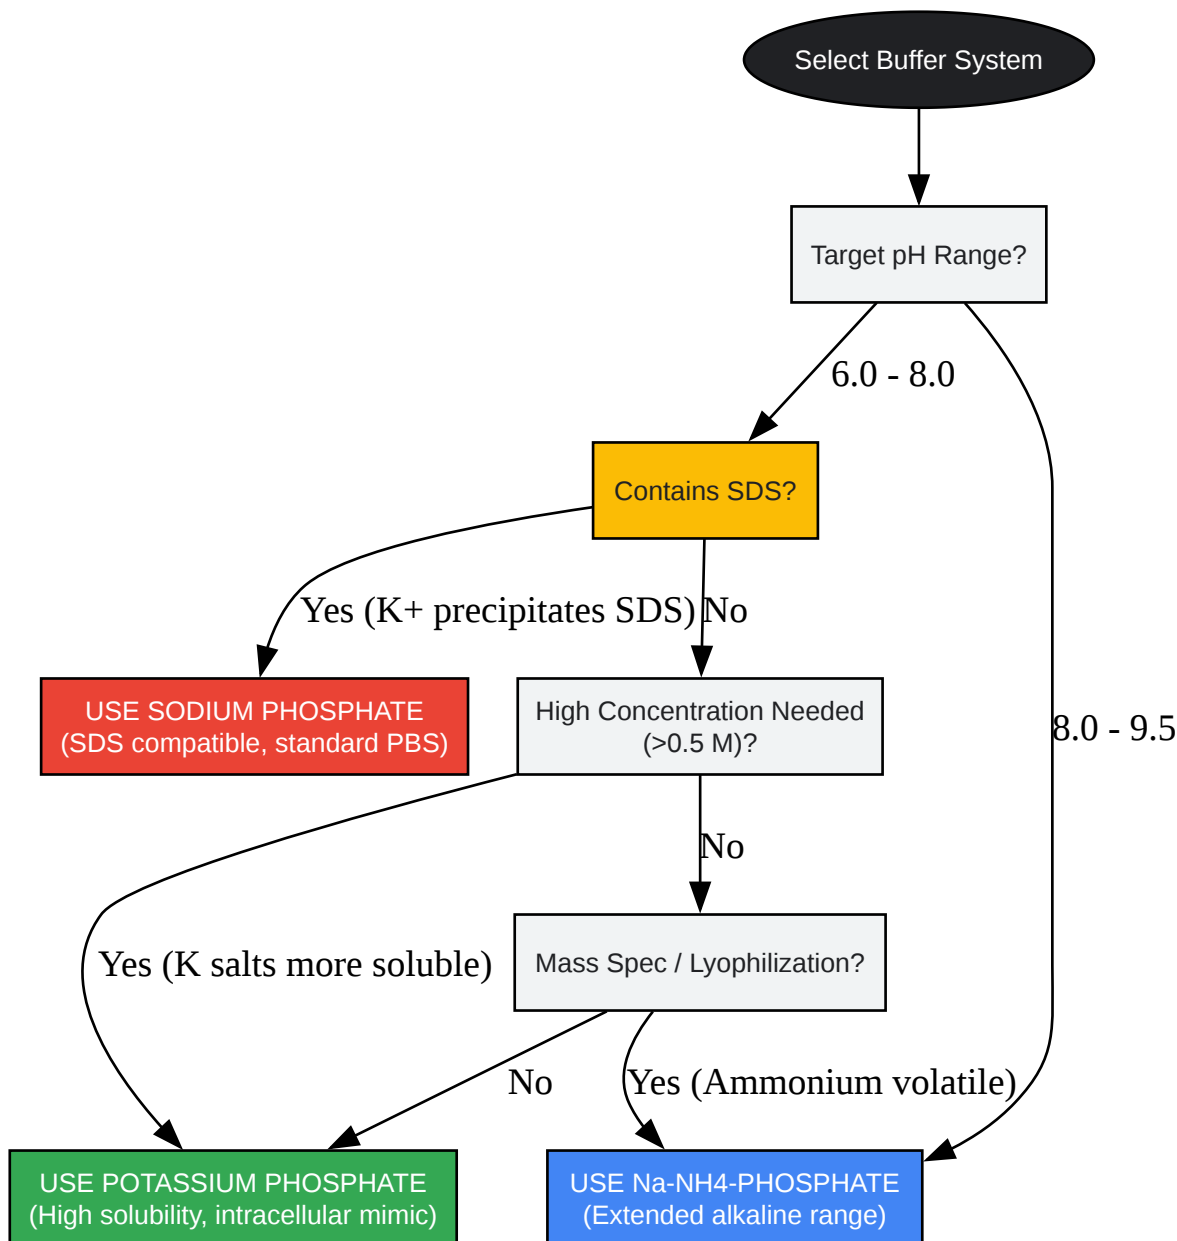 Select Buffer System
Target pH Range?
6.0 - 8.0
Contains SDS?
Yes (K+ precipitates SDS)
No
USE SODIUM PHOSPHATE
(SDS compatible, standard PBS)
High Concentration Needed
(>0.5 M)?
8.0 - 9.5
No
Yes (K salts more soluble)
Mass Spec / Lyophilization?
No
Yes (Ammonium volatile)
USE POTASSIUM PHOSPHATE
(High solubility, intracellular mimic)
USE Na-NH4-PHOSPHATE
(Extended alkaline range)